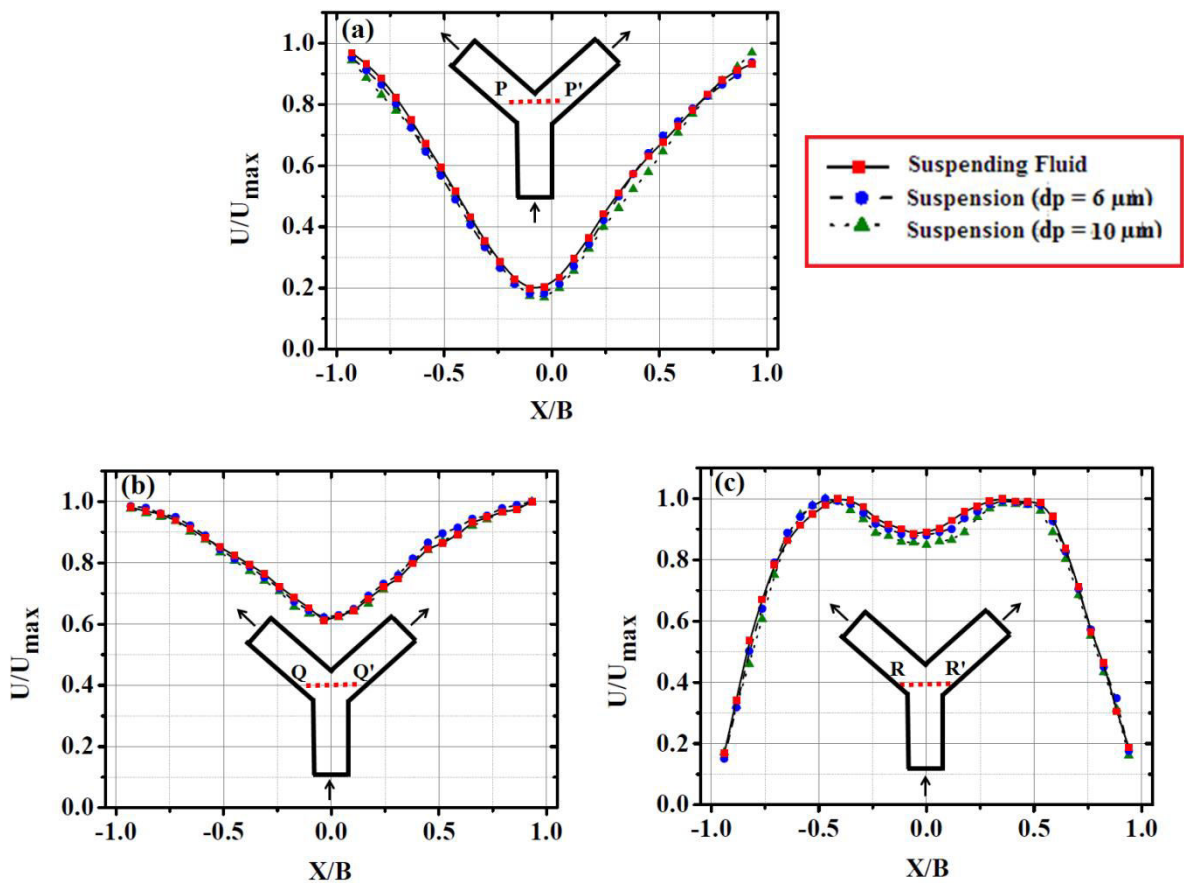 (a)
1.0
0.8
0.6
0.4
0.2
0.0
U/Umax
P P'
-1.0 -0.5 0.0 0.5 1.0
X/B
Suspending Fluid
Suspension (dp = 6 µm)
Suspension (dp = 10 µm)
(b)
1.0
0.8
0.6
0.4
0.2
0.0
U/Umax
Q Q'
-1.0 -0.5 0.0 0.5 1.0
X/B
(c)
1.0
0.8
0.6
0.4
0.2
0.0
U/Umax
R R'
-1.0 -0.5 0.0 0.5 1.0
X/B